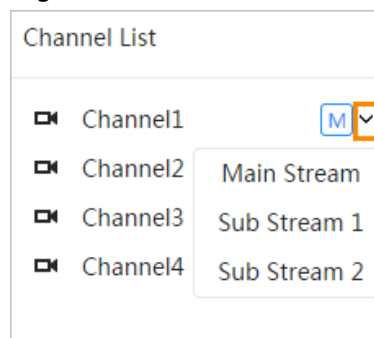 Channel List
Channel1 M
Channel2 Main Stream
Channel3 Sub Stream 1
Channel4 Sub Stream 2